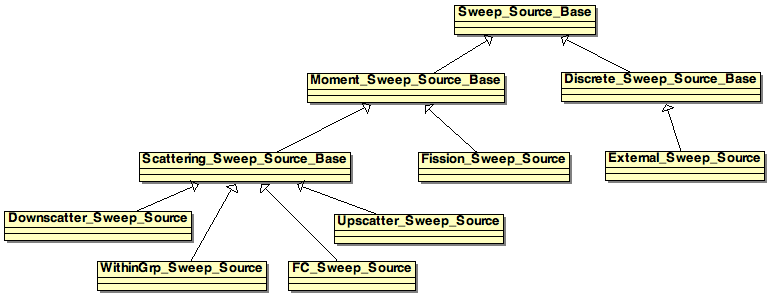 Sweep_Source_Base
Moment_Sweep_Source_Base
Discrete_Sweep_Source_Base
Scattering_Sweep_Source_Base
Fission_Sweep_Source
External_Sweep_Source
Downscatter_Sweep_Source
Upscatter_Sweep_Source
WithinGrp_Sweep_Source
FC_Sweep_Source